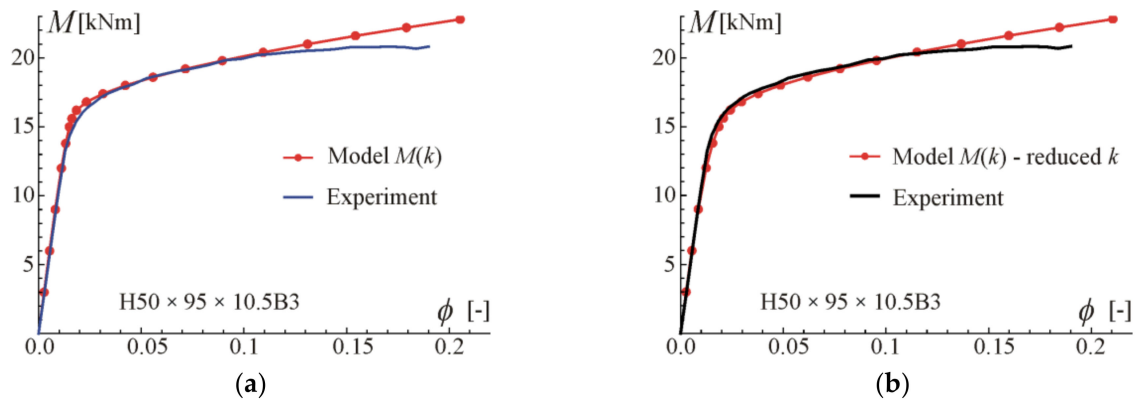 M [kNm]
20
15
10
5
Model M(k)
Experiment
H50 × 95 × 10.5B3
ϕ [-]
0.0 0.05 0.1 0.15 0.2
(a)
M [kNm]
20
15
10
5
Model M(k) - reduced k
Experiment
H50 × 95 × 10.5B3
ϕ [-]
0.0 0.05 0.1 0.15 0.2
(b)